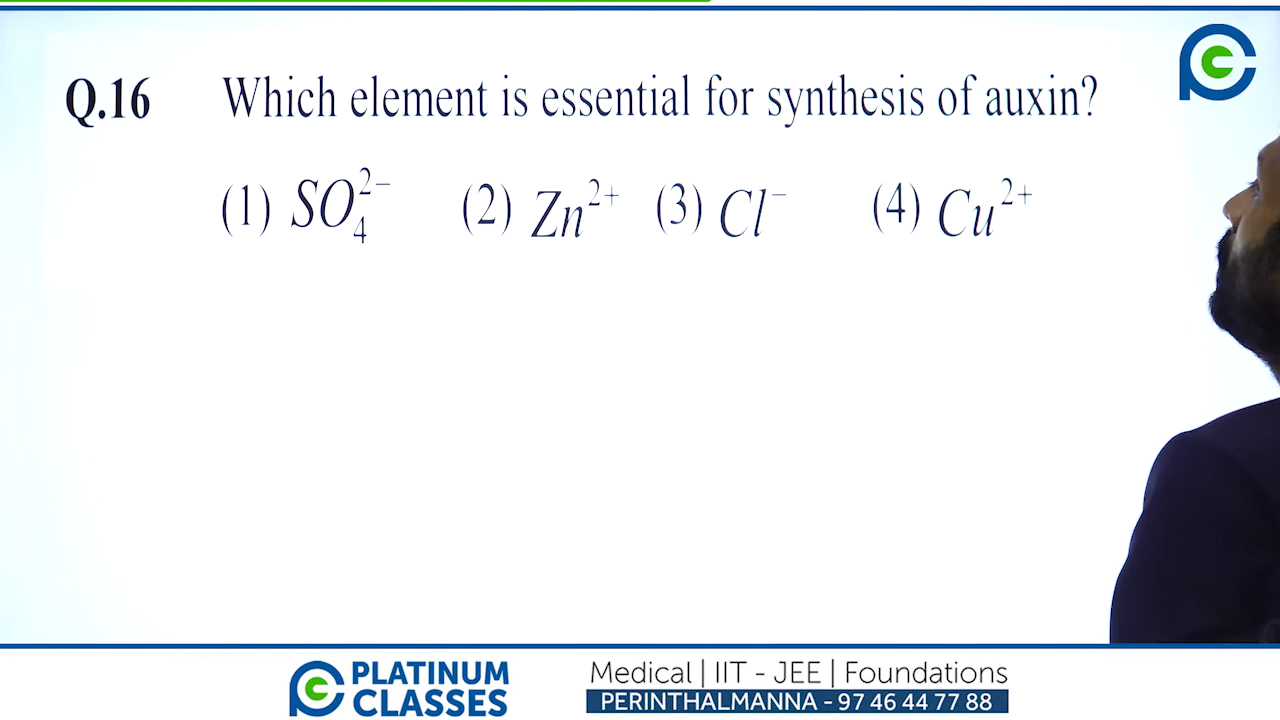 Q.16 Which element is essential for synthesis of auxin?
(1) SO₄²⁻ (2) Zn²⁺ (3) Cl⁻ (4) Cu²⁺
PLATINUM CLASSES
Medical | IIT - JEE | Foundations
PERINTHALMANNA - 97 46 44 77 88